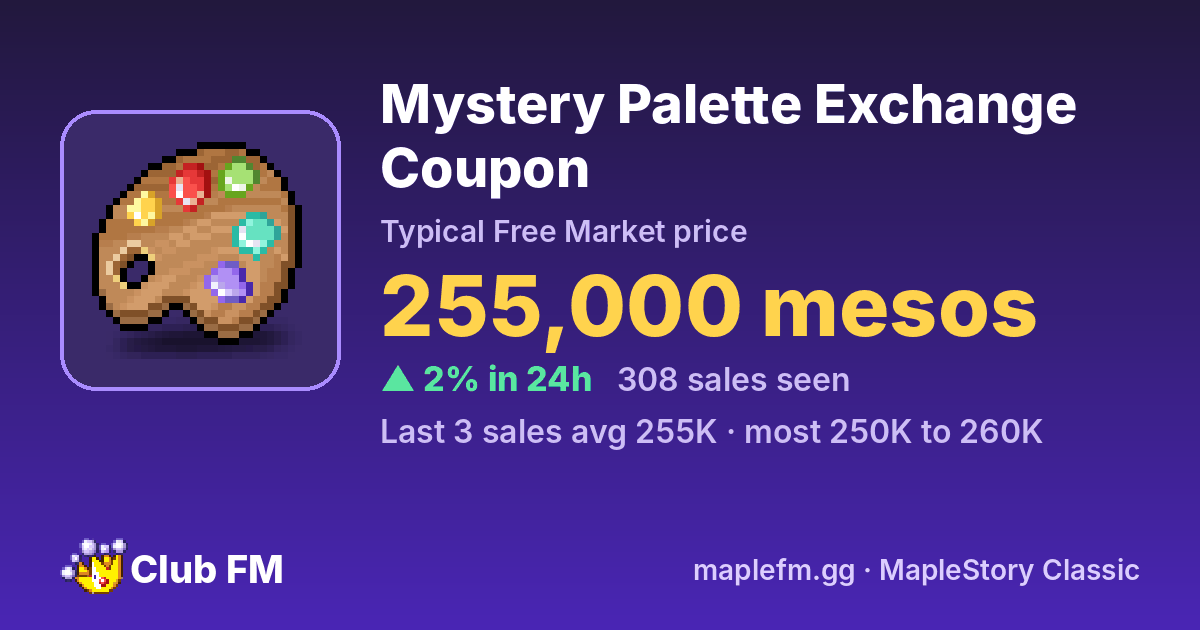 Mystery Palette Exchange
Coupon
Typical Free Market price
255,000 mesos
▲ 2% in 24h 308 sales seen
Last 3 sales avg 255K · most 250K to 260K
Club FM
maplefm.gg · MapleStory Classic